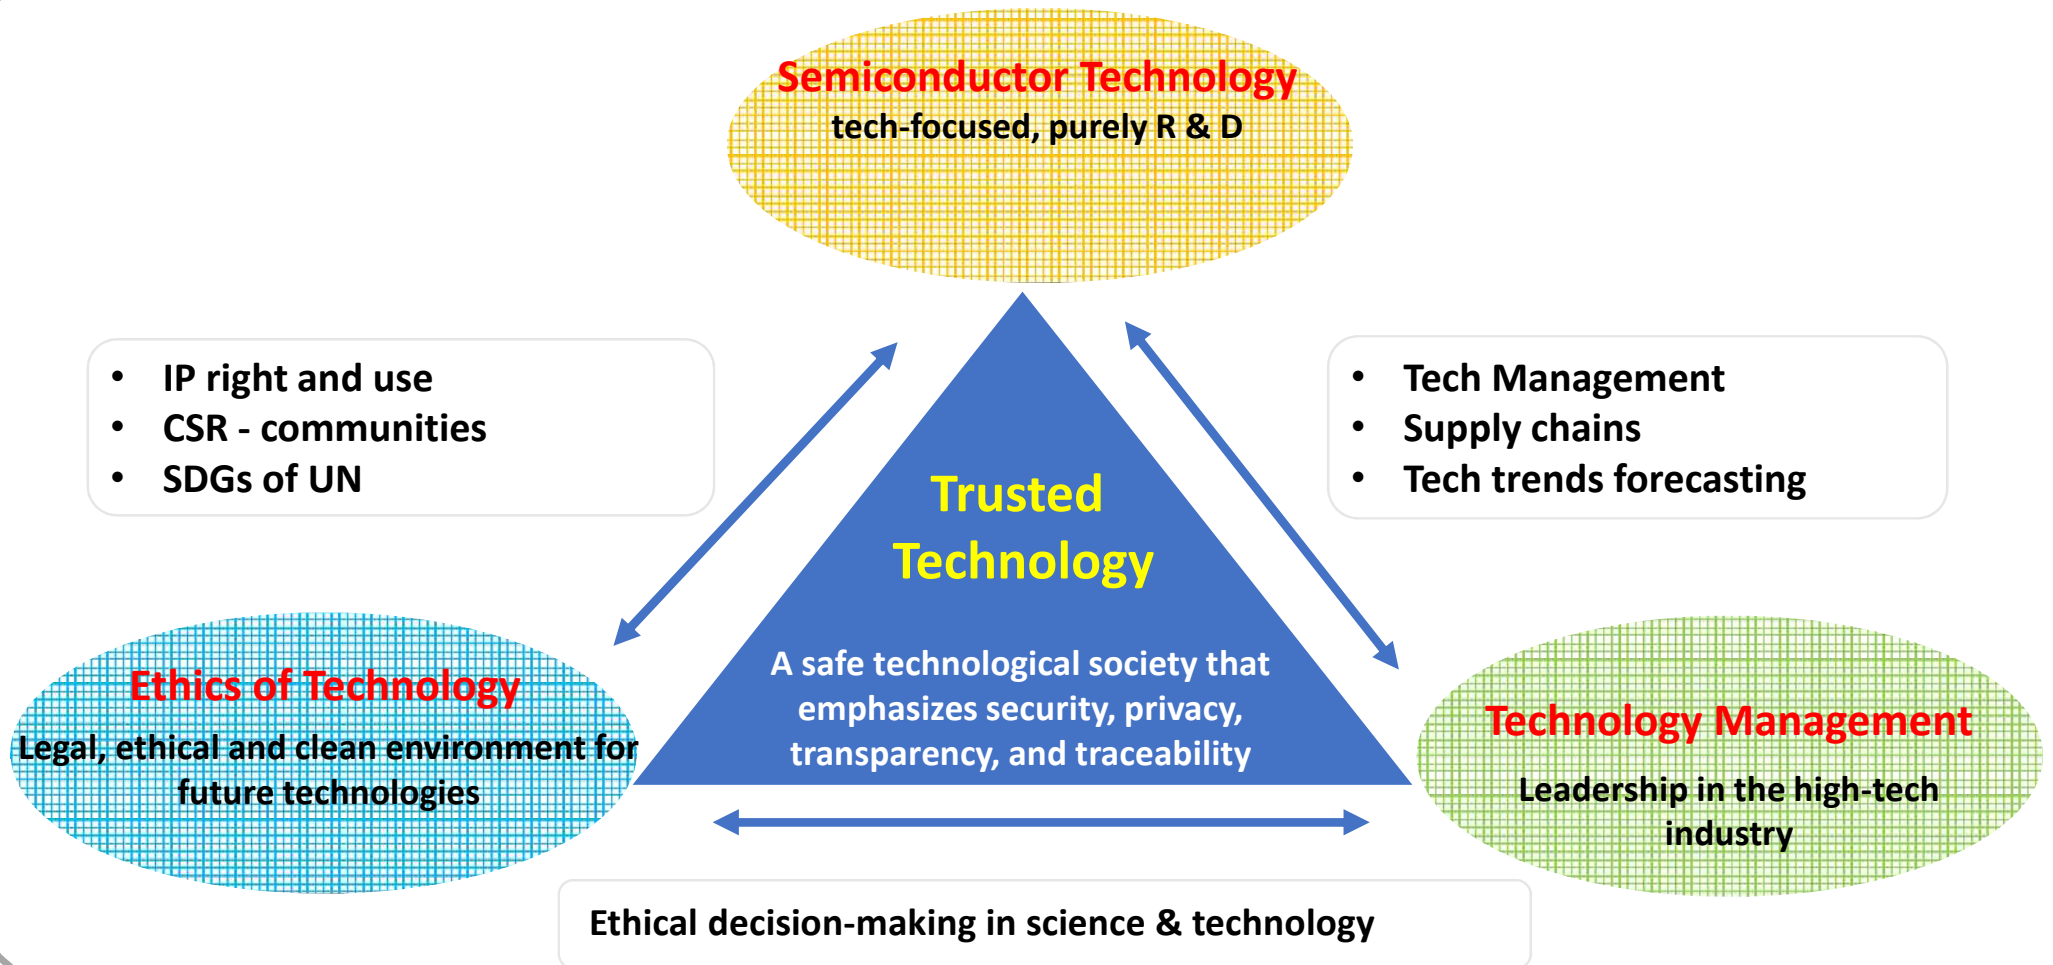 Semiconductor Technology
tech-focused, purely R & D
• IP right and use
• CSR - communities
• SDGs of UN
• Tech Management
• Supply chains
• Tech trends forecasting
Trusted
Technology
A safe technological society that
emphasizes security, privacy,
transparency, and traceability
Ethics of Technology
Legal, ethical and clean environment for
future technologies
Technology Management
Leadership in the high-tech
industry
Ethical decision-making in science & technology